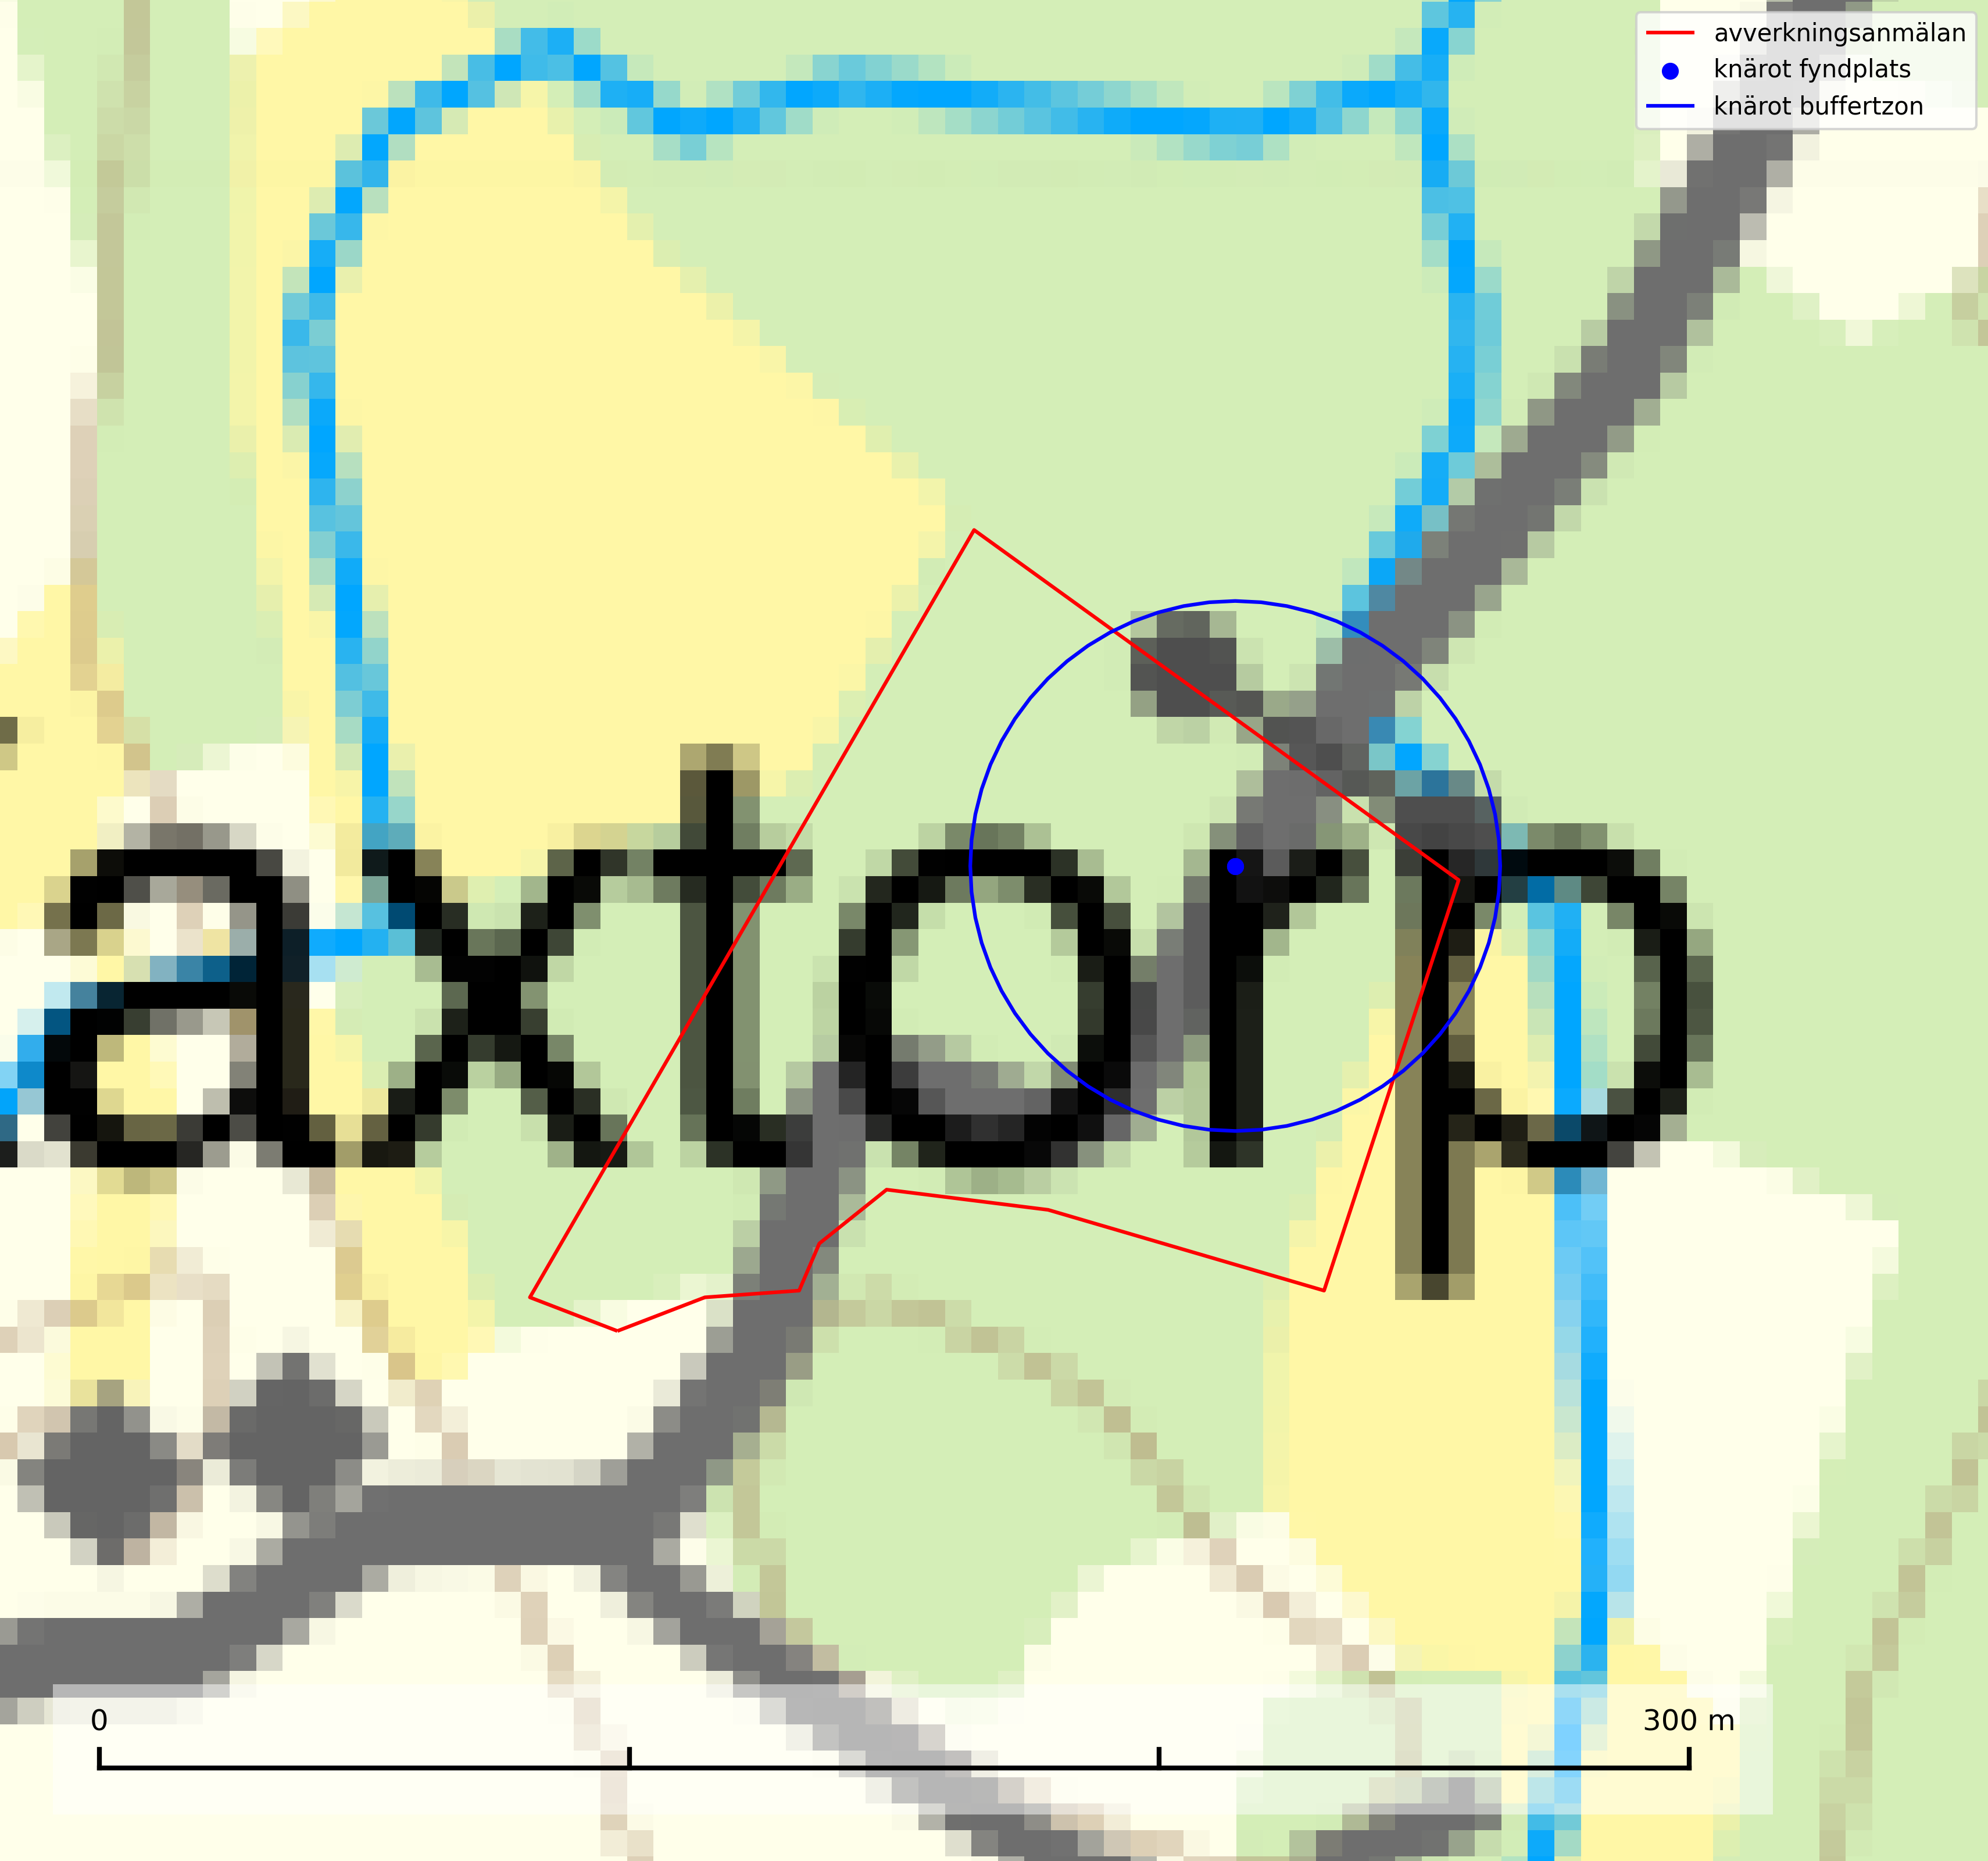 avverkningsanmälan
knärot fyndplats
knärot buffertzon
axtorp
0 300 m